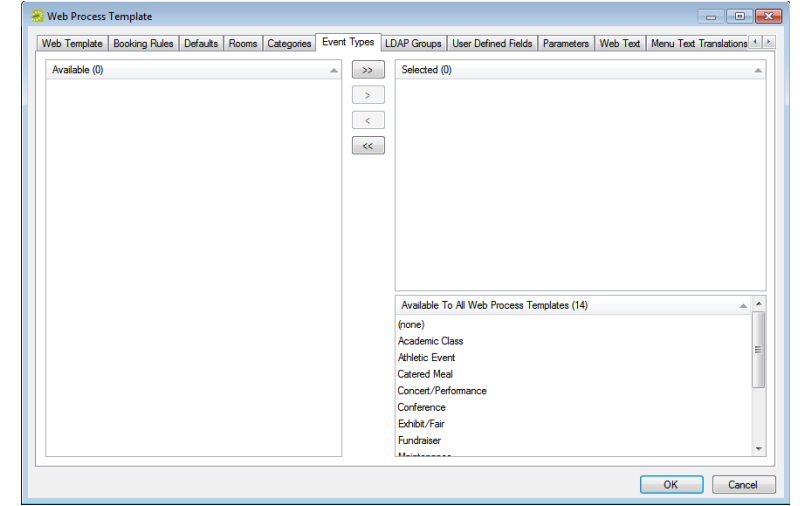 Web Process Template
Web Template Booking Rules Defaults Rooms Categories Event Types LDAP Groups User Defined Fields Parameters Web Text Menu Text Translations
Available (0)
>>
>
<
<<
Selected (0)
Available To All Web Process Templates (14)
(none)
Academic Class
Athletic Event
Catered Meal
Concert/Performance
Conference
Exhibit/Fair
Fundraiser
Maintenance
OK Cancel